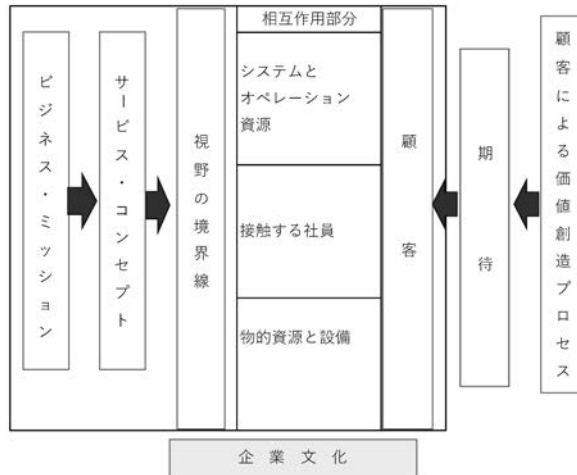 相互作用部分
ビジネス・ミッション
サービス・コンセプト
視野の境界線
システムと
オペレーション
資源
接触する社員
物的資源と設備
顧客
期待
顧客による価値創造プロセス
企業文化